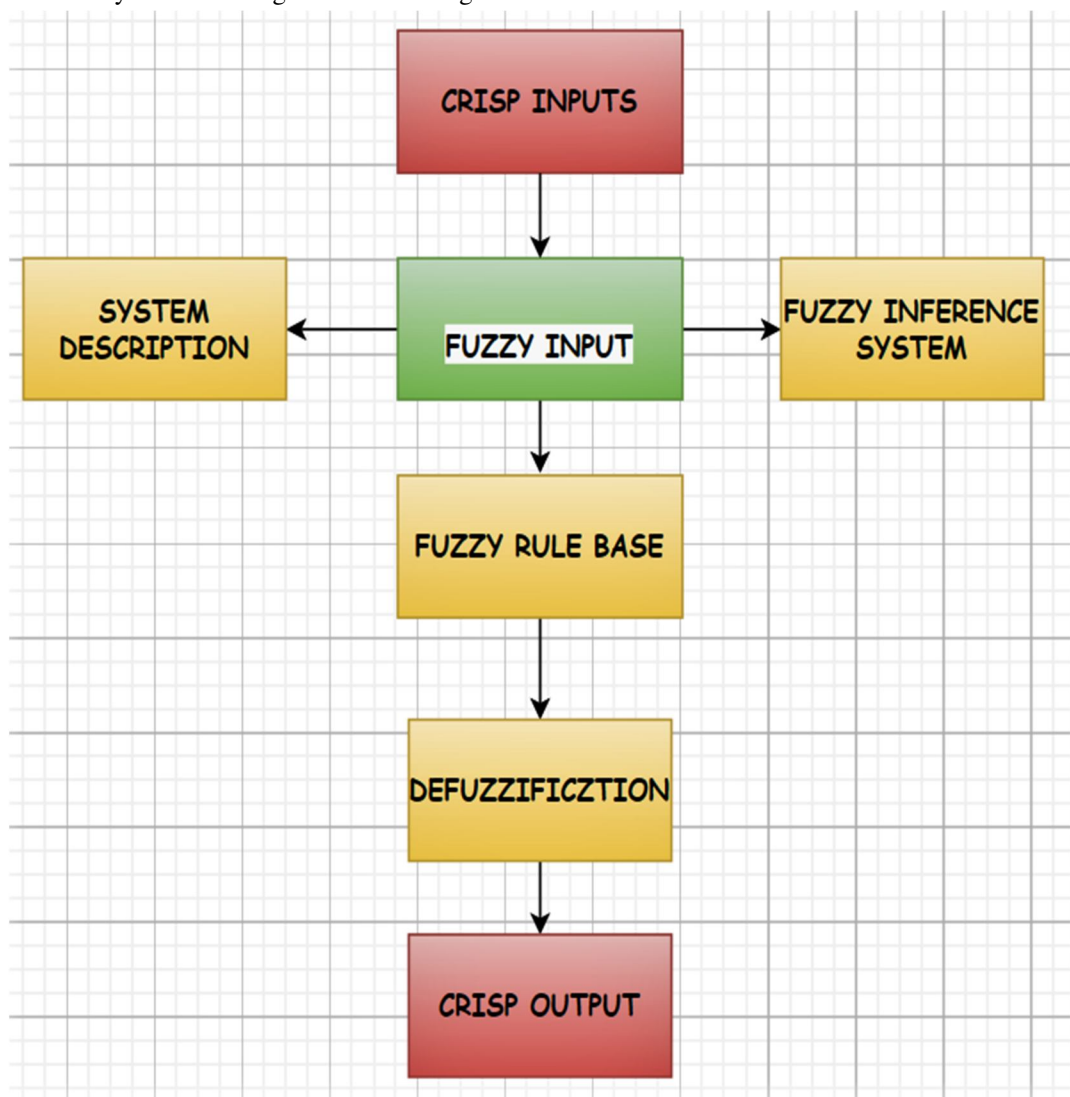 CRISP INPUTS
SYSTEM
DESCRIPTION
FUZZY INPUT
FUZZY INFERENCE
SYSTEM
FUZZY RULE BASE
DEFUZZIFICZTION
CRISP OUTPUT